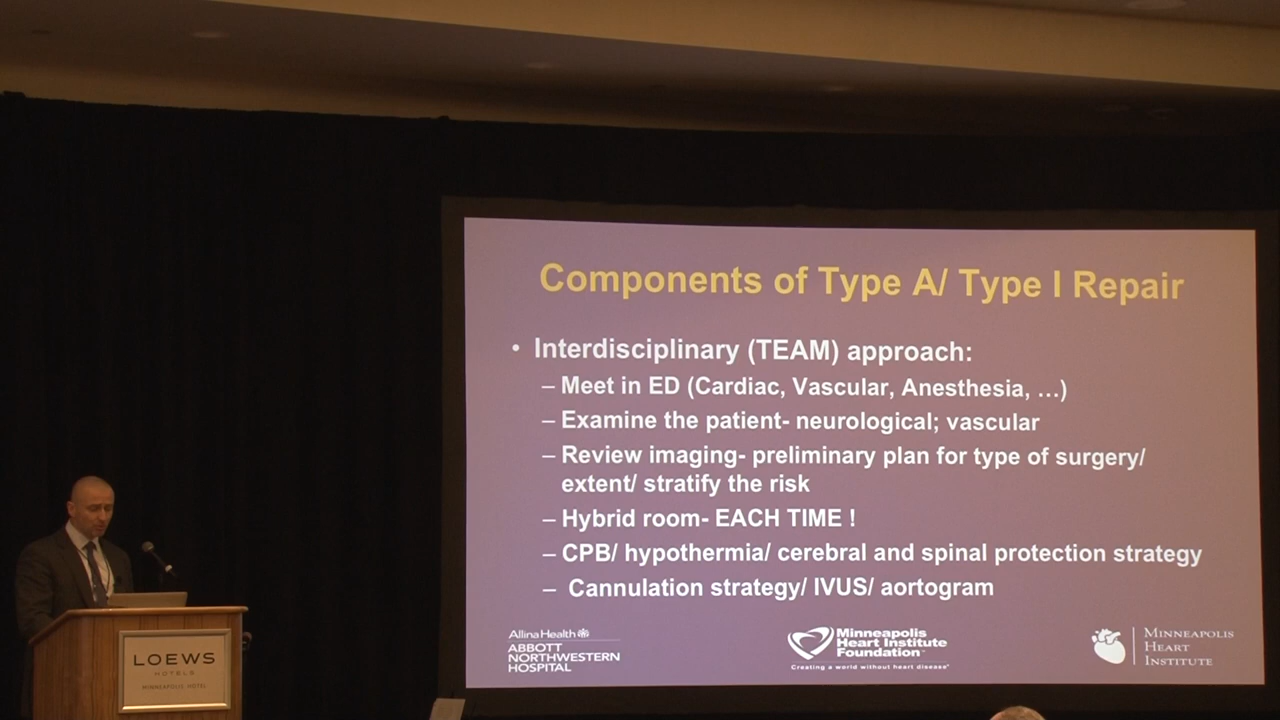 Components of Type A/ Type I Repair
• Interdisciplinary (TEAM) approach:
– Meet in ED (Cardiac, Vascular, Anesthesia, ...)
– Examine the patient- neurological; vascular
– Review imaging- preliminary plan for type of surgery/
extent/ stratify the risk
– Hybrid room- EACH TIME !
– CPB/ hypothermia/ cerebral and spinal protection strategy
– Cannulation strategy/ IVUS/ aortogram
Allina Health
ABBOTT
NORTHWESTERN
HOSPITAL
Minneapolis
Heart Institute
Foundation
Creating a world without heart disease
MINNEAPOLIS
HEART
INSTITUTE
LOEWS
HOTELS
MINNEAPOLIS HOTEL